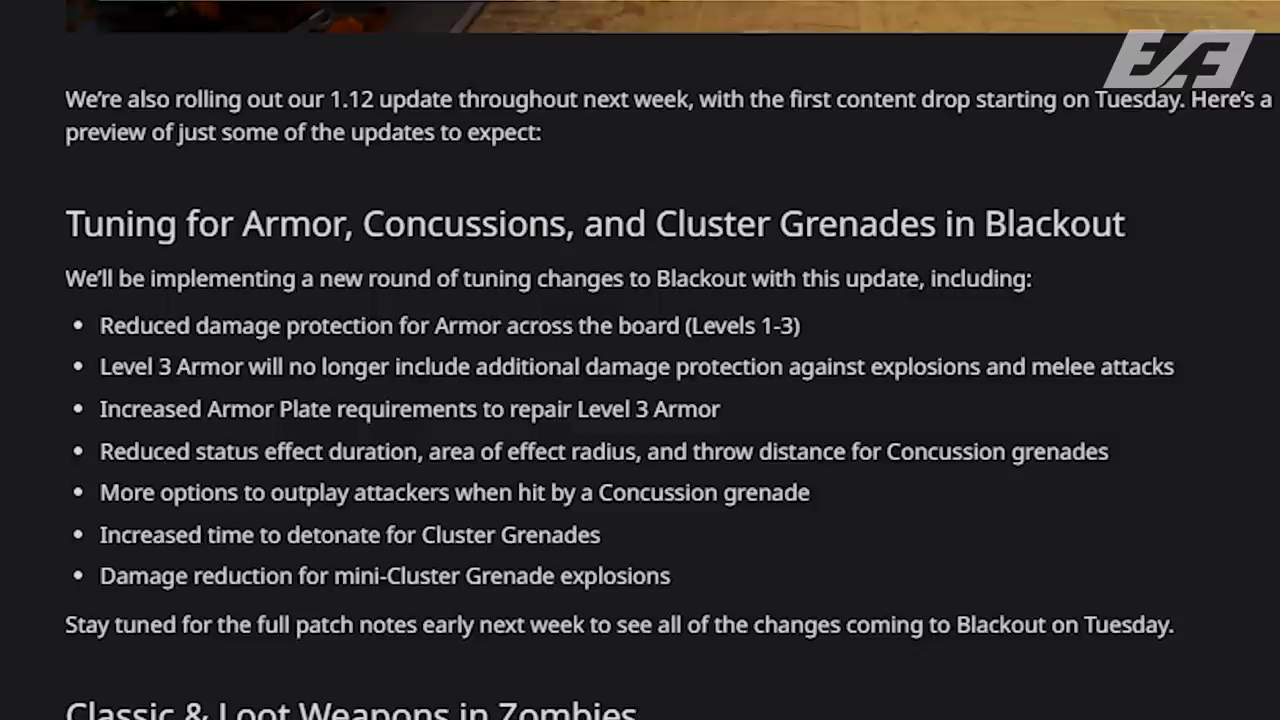 We're also rolling out our 1.12 update throughout next week, with the first content drop starting on Tuesday. Here's a
preview of just some of the updates to expect:
Tuning for Armor, Concussions, and Cluster Grenades in Blackout
We'll be implementing a new round of tuning changes to Blackout with this update, including:
• Reduced damage protection for Armor across the board (Levels 1-3)
• Level 3 Armor will no longer include additional damage protection against explosions and melee attacks
• Increased Armor Plate requirements to repair Level 3 Armor
• Reduced status effect duration, area of effect radius, and throw distance for Concussion grenades
• More options to outplay attackers when hit by a Concussion grenade
• Increased time to detonate for Cluster Grenades
• Damage reduction for mini-Cluster Grenade explosions
Stay tuned for the full patch notes early next week to see all of the changes coming to Blackout on Tuesday.
Classic & Loot Weapons in Zombies